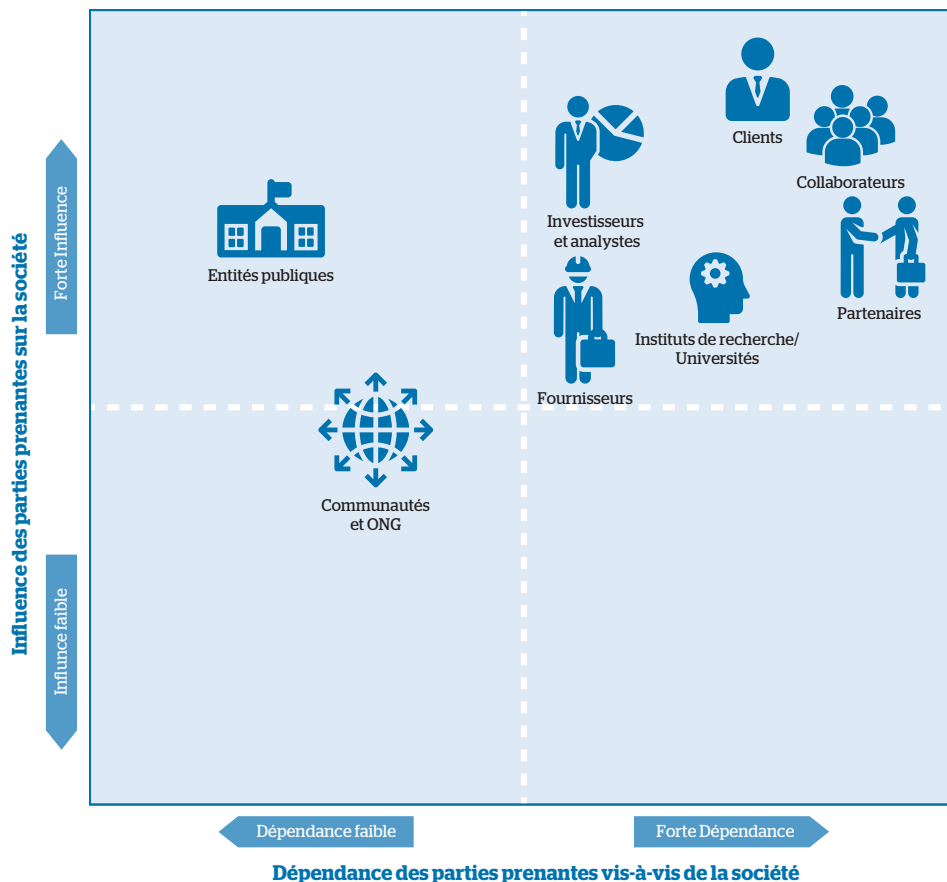 Influence des parties prenantes sur la société
Forte Influence
Influnce faible
Clients
Collaborateurs
Investisseurs
et analystes
Entités publiques
Partenaires
Instituts de recherche/
Universités
Fournisseurs
Communautés
et ONG
Dépendance faible
Forte Dépendance
Dépendance des parties prenantes vis-à-vis de la société